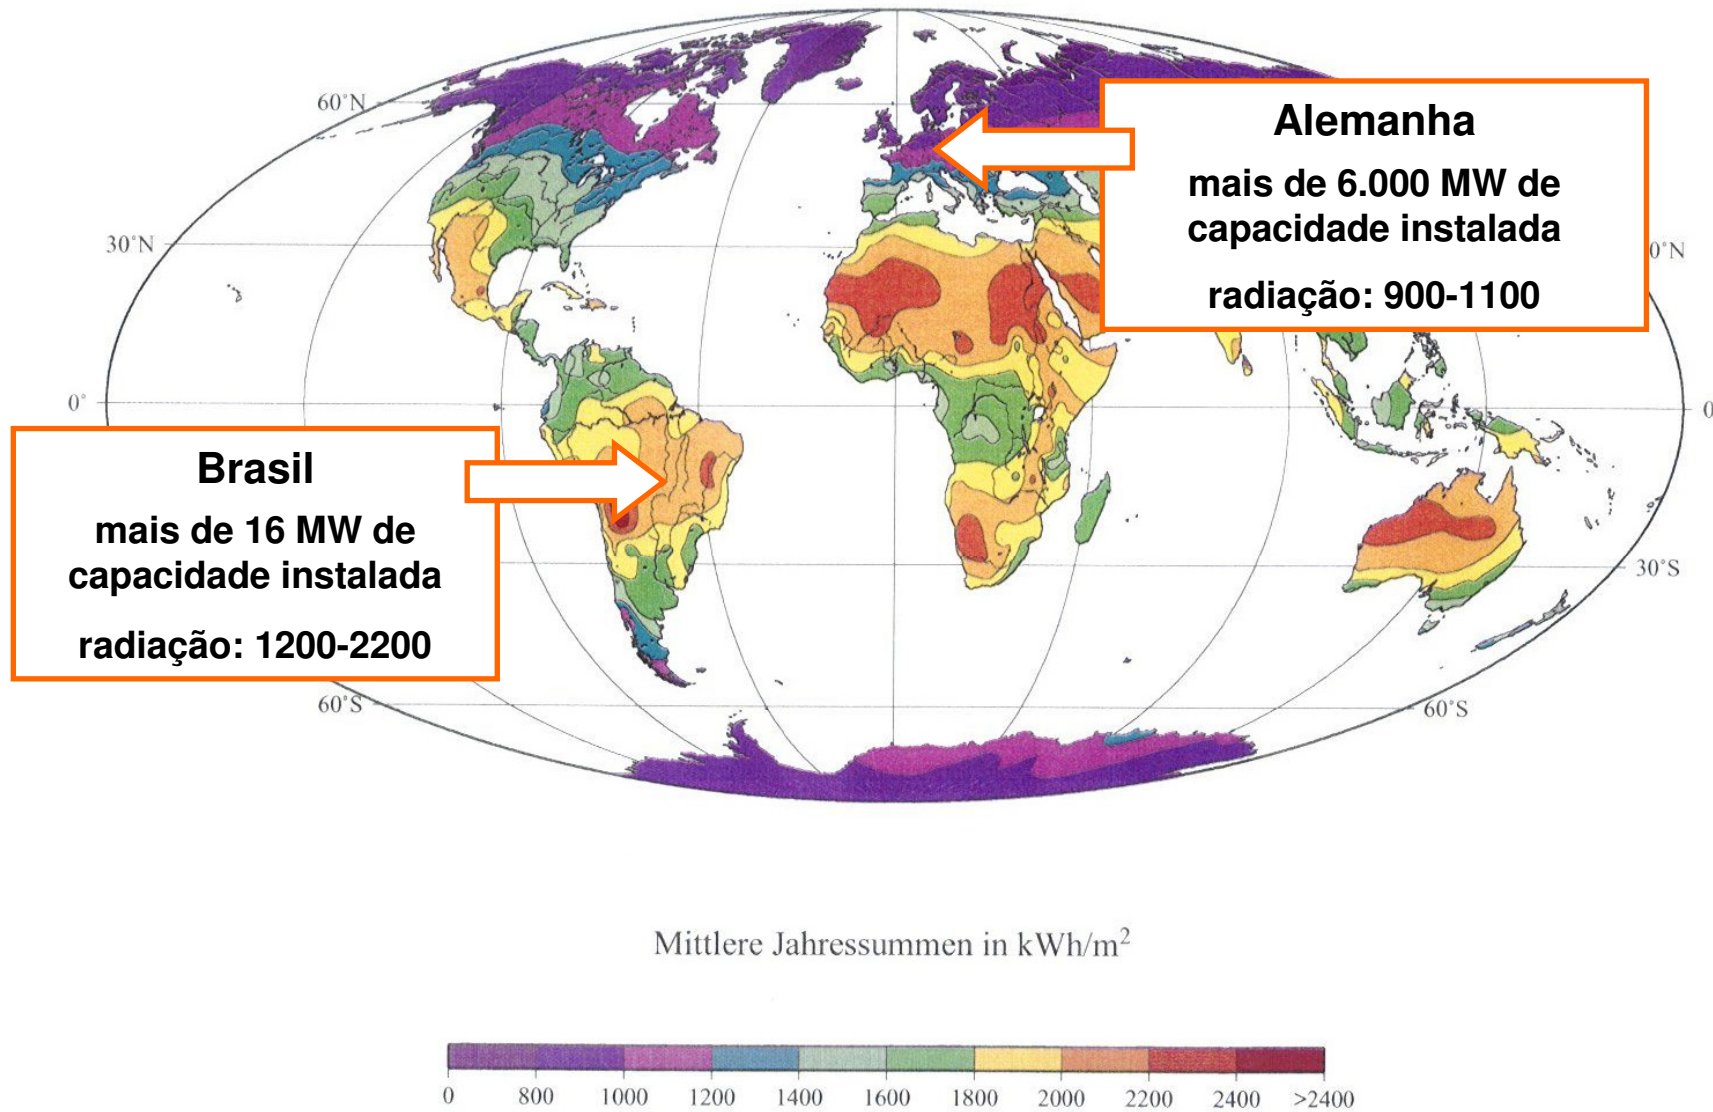 60°N
Alemanha
mais de 6.000 MW de
capacidade instalada
radiação: 900-1100
30°N
0°N
0°
0
Brasil
mais de 16 MW de
capacidade instalada
radiação: 1200-2200
30°S
60°S
60°S
Mittlere Jahressummen in kWh/m²
0 800 1000 1200 1400 1600 1800 2000 2200 2400 >2400